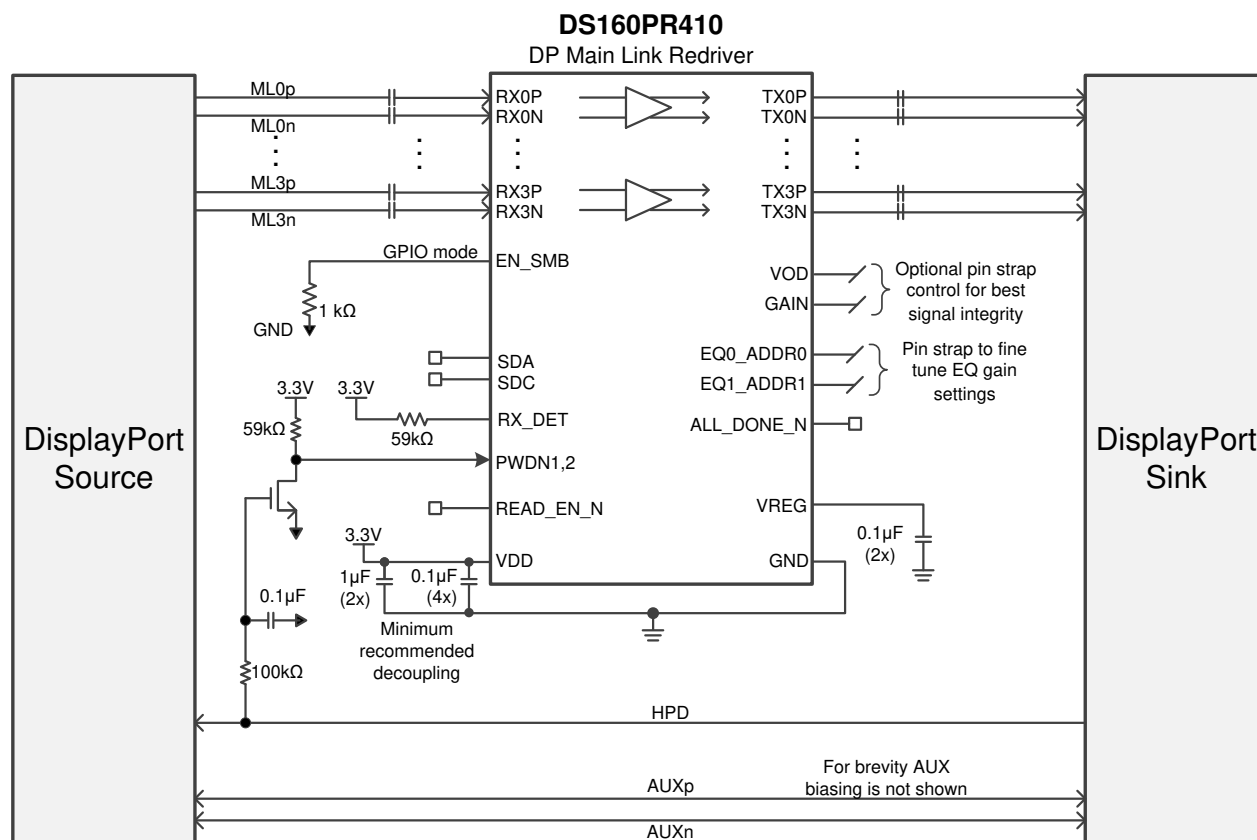 DS160PR410
DP Main Link Redriver
ML0p
RX0P
TX0P
ML0n
RX0N
TX0N
ML3p
RX3P
TX3P
ML3n
RX3N
TX3N
GPIO mode
EN_SMB
1 kΩ
GND
VOD
GAIN
Optional pin strap
control for best
signal integrity
SDA
SDC
EQ0_ADDR0
EQ1_ADDR1
Pin strap to fine
tune EQ gain
settings
3.3V
3.3V
59kΩ
59kΩ
RX_DET
ALL_DONE_N
DisplayPort
Source
DisplayPort
Sink
PWDN1,2
READ_EN_N
VREG
0.1µF
(2x)
3.3V
VDD
GND
1µF
(2x)
0.1µF
(4x)
0.1µF
Minimum
recommended
decoupling
100kΩ
HPD
For brevity AUX
biasing is not shown
AUXp
AUXn